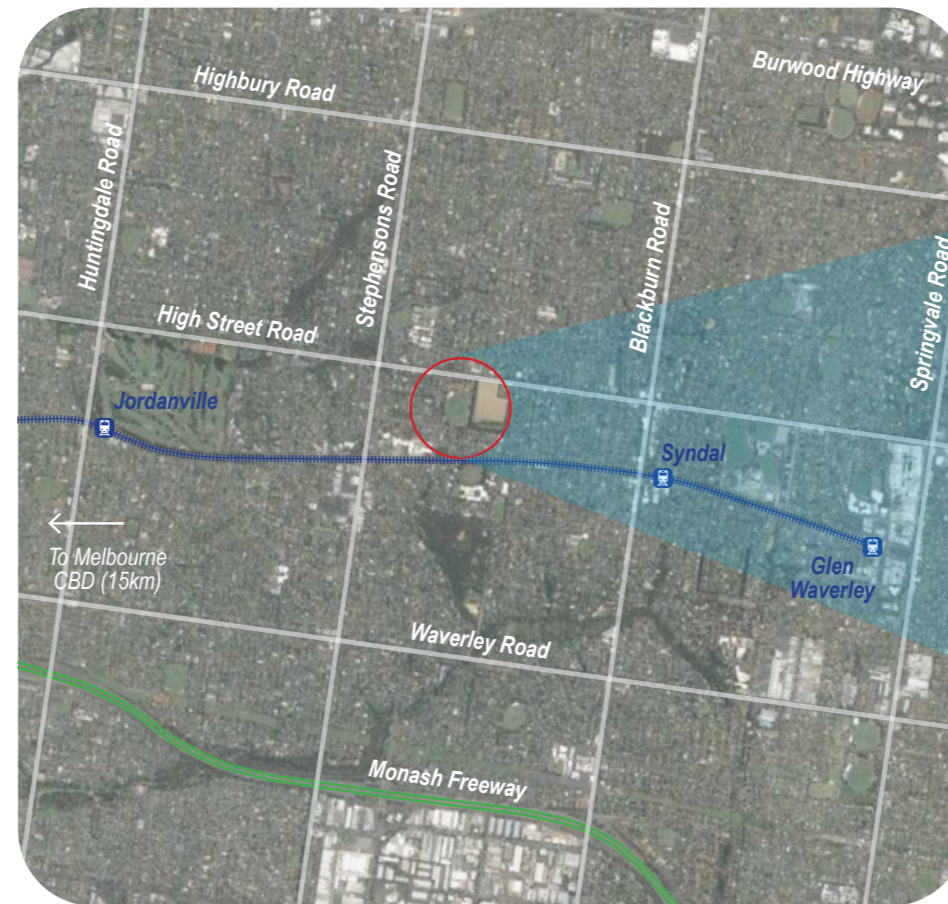 Burwood Highway
Highbury Road
Huntingdale Road
Stephensons Road
Blackburn Road
Springvale Road
High Street Road
Jordanville
Syndal
To Melbourne
CBD (15km)
Glen
Waverley
Waverley Road
Monash Freeway